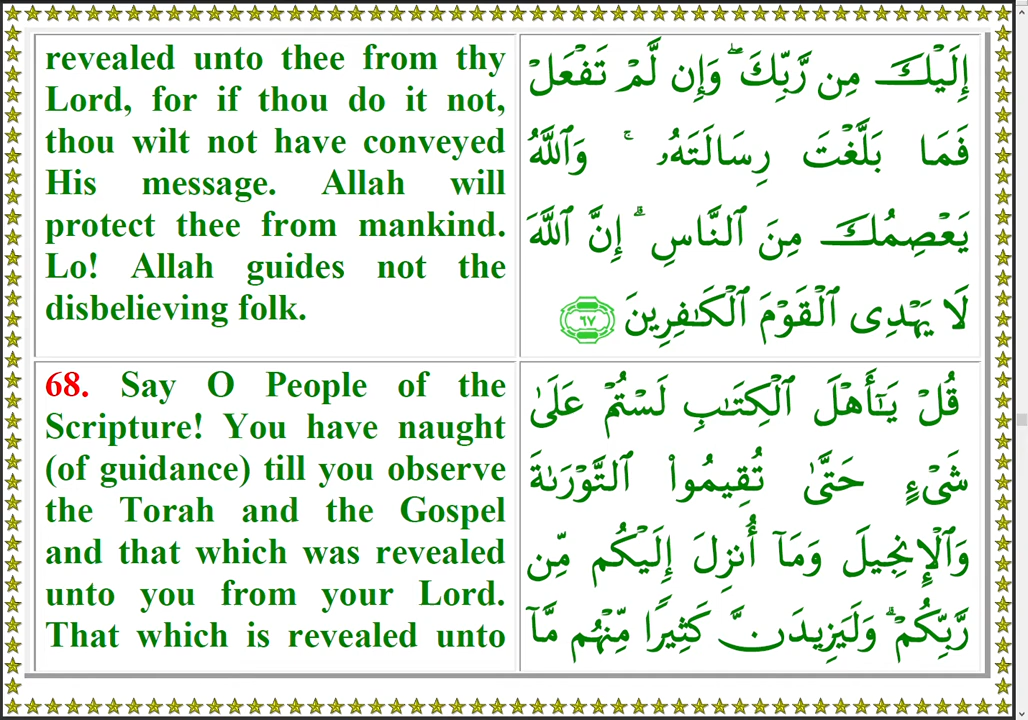 revealed unto thee from thy
Lord, for if thou do it not,
thou wilt not have conveyed
His message. Allah will
protect thee from mankind.
Lo! Allah guides not the
disbelieving folk.
إِلَيْكَ مِن رَّبِّكَ ۖ وَإِن لَّمْ تَفْعَلْ
فَمَا بَلَّغْتَ رِسَالَتَهُۥ ۚ وَٱللَّهُ
يَعْصِمُكَ مِنَ ٱلنَّاسِ ۗ إِنَّ ٱللَّهَ
لَا يَهْدِى ٱلْقَوْمَ ٱلْكَـٰفِرِينَ ٦٧
68. Say O People of the
Scripture! You have naught
(of guidance) till you observe
the Torah and the Gospel
and that which was revealed
unto you from your Lord.
That which is revealed unto
قُلْ يَـٰٓأَهْلَ ٱلْكِتَـٰبِ لَسْتُمْ عَلَىٰ
شَىْءٍ حَتَّىٰ تُقِيمُوا۟ ٱلتَّوْرَىٰةَ
وَٱلْإِنجِيلَ وَمَآ أُنزِلَ إِلَيْكُم مِّن
رَّبِّكُمْ ۗ وَلَيَزِيدَنَّ كَثِيرًا مِّنْهُم مَّآ